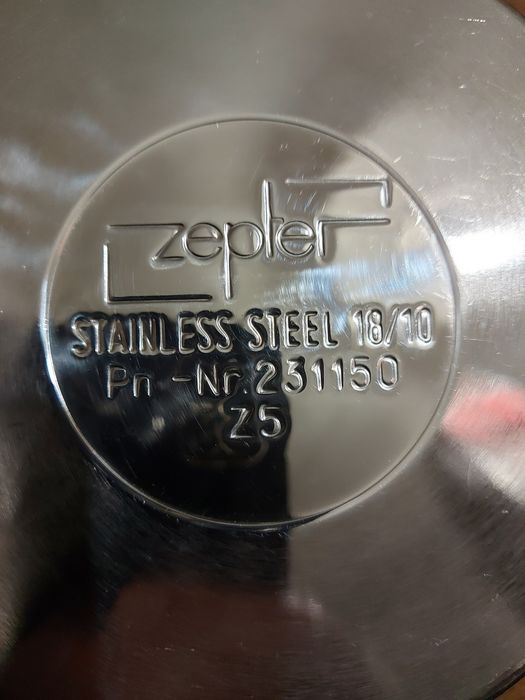 zepter
STAINLESS STEEL 18/10
Pn -Nr. 231150
Z5